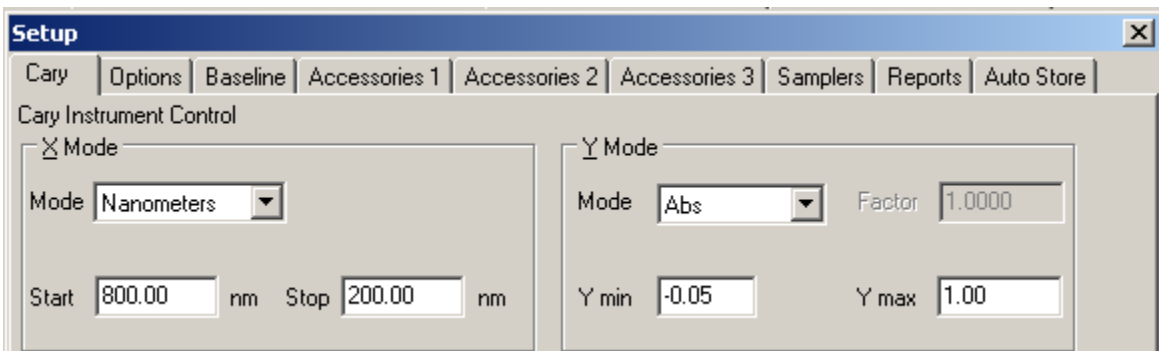 Setup
Cary Options Baseline Accessories 1 Accessories 2 Accessories 3 Samplers Reports Auto Store
Cary Instrument Control
X Mode Y Mode
Mode Nanometers Mode Abs Factor 1.0000
Start 800.00 nm Stop 200.00 nm Y min -0.05 Y max 1.00